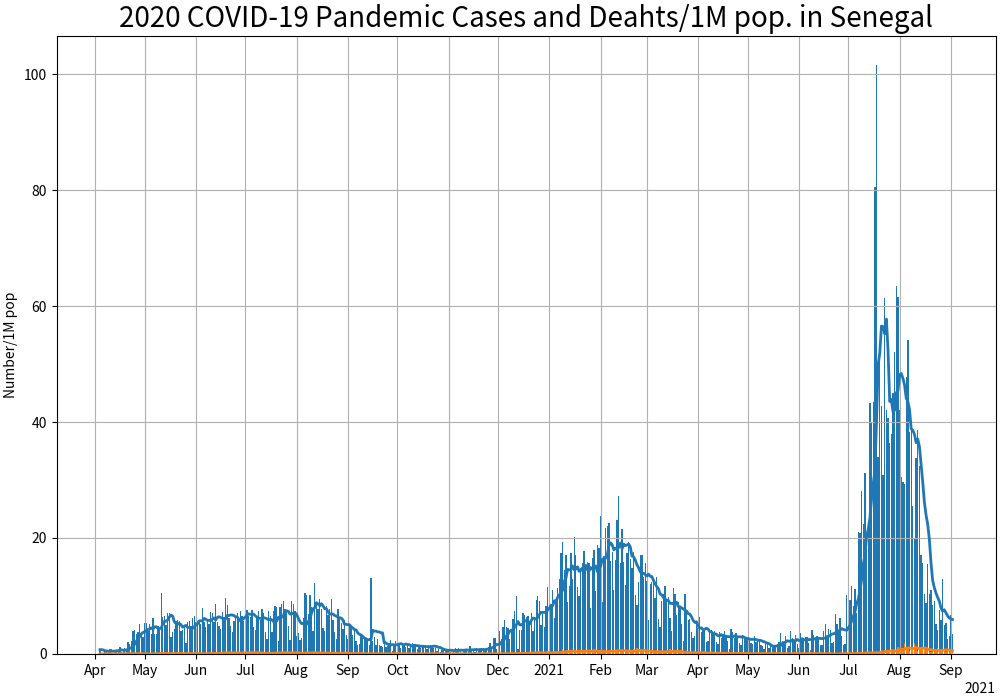 2020 COVID-19 Pandemic Cases and Deahts/1M pop. in Senegal
Number/1M pop
100
80
60
40
20
0
Apr May Jun Jul Aug Sep Oct Nov Dec 2021 Feb Mar Apr May Jun Jul Aug Sep
2021